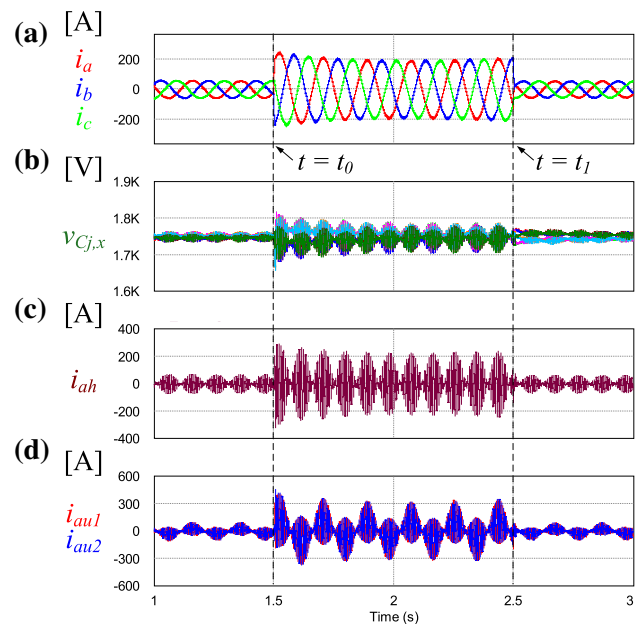 (a) [A]
i_a
i_b
i_c
200
0
-200
t = t_0
t = t_1
(b) [V]
v_Cj,x
1.9K
1.8K
1.7K
1.6K
(c) [A]
i_ah
400
200
0
-200
-400
(d) [A]
i_au1
i_au2
600
300
0
-300
-600
1 1.5 2 2.5 3
Time (s)